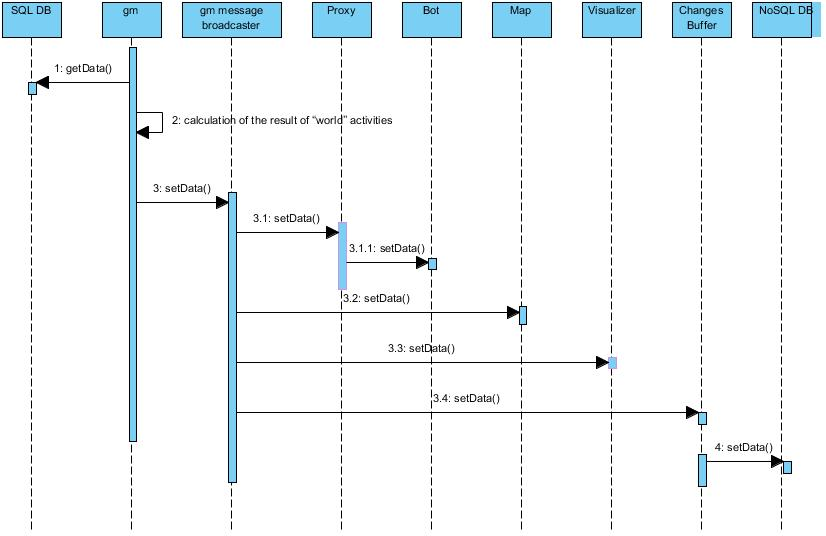 SQL DB
gm
gm message
broadcaster
Proxy
Bot
Map
Visualizer
Changes
Buffer
NoSQL DB
1: getData()
2: calculation of the result of "world" activities
3: setData()
3.1: setData()
3.1.1: setData()
3.2: setData()
3.3: setData()
3.4: setData()
4: setData()